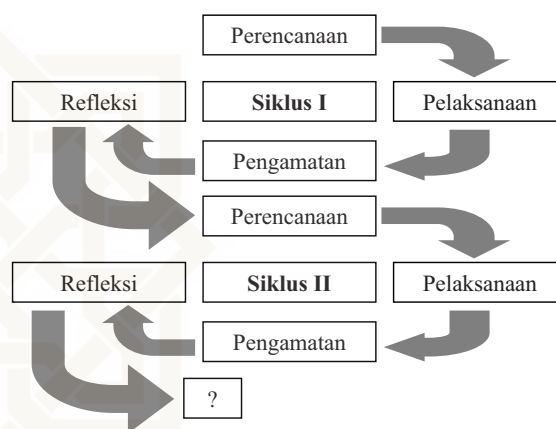 Perencanaan
Refleksi
Siklus I
Pelaksanaan
Pengamatan
Perencanaan
Refleksi
Siklus II
Pelaksanaan
Pengamatan
?